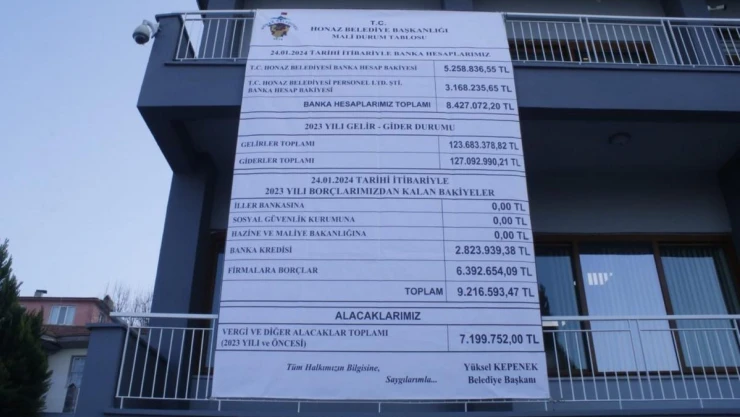 T.C.
HONAZ BELEDİYE BAŞKANLIĞI
MALİ DURUM TABLOSU
24.01.2024 TARİHİ İTİBARİYLE BANKA HESAPLARIMIZ
T.C. HONAZ BELEDİYESİ BANKA HESAP BAKİYESİ 5.258.836,55 TL
T.C. HONAZ BELEDİYESİ PERSONEL LTD. ŞTİ.
BANKA HESAP BAKİYESİ 3.168.235,65 TL
BANKA HESAPLARIMIZ TOPLAMI 8.427.072,20 TL
2023 YILI GELİR - GİDER DURUMU
GELİRLER TOPLAMI 123.683.378,82 TL
GİDERLER TOPLAMI 127.092.990,21 TL
24.01.2024 TARİHİ İTİBARİYLE
2023 YILI BORÇLARIMIZDAN KALAN BAKİYELER
İLLER BANKASINA 0,00 TL
SOSYAL GÜVENLİK KURUMUNA 0,00 TL
HAZİNE VE MALİYE BAKANLIĞINA 0,00 TL
BANKA KREDİSİ 2.823.939,38 TL
FİRMALARA BORÇLAR 6.392.654,09 TL
TOPLAM 9.216.593,47 TL
ALACAKLARIMIZ
VERGİ VE DİĞER ALACAKLAR TOPLAMI
(2023 YILI ve ÖNCESİ) 7.199.752,00 TL
Tüm Halkımızın Bilgisine,
Saygılarımla...
Yüksel KEPENEK
Belediye Başkanı